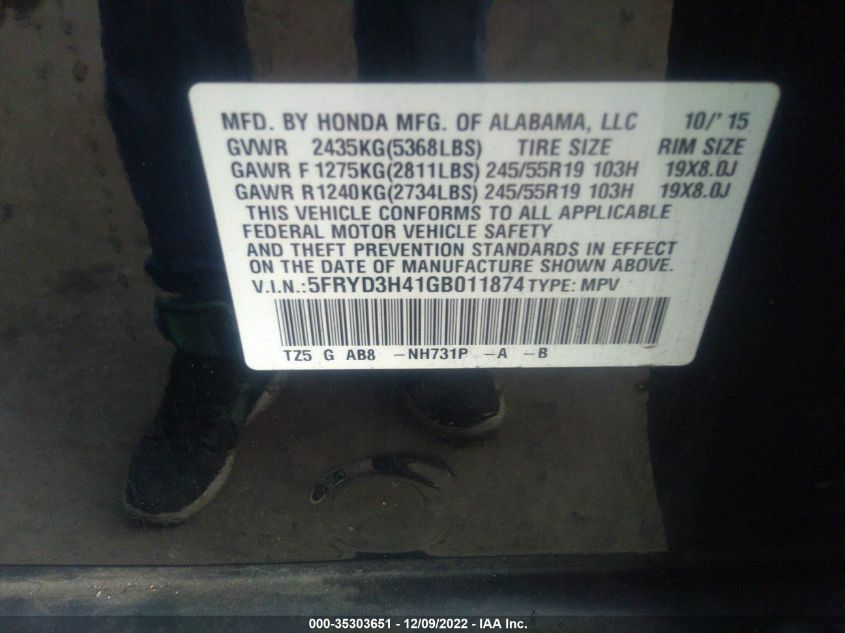 MFD. BY HONDA MFG. OF ALABAMA, LLC 10/' 15
GVWR 2435KG(5368LBS) TIRE SIZE RIM SIZE
GAWR F 1275KG(2811LBS) 245/55R19 103H 19X8.0J
GAWR R1240KG(2734LBS) 245/55R19 103H 19X8.0J
THIS VEHICLE CONFORMS TO ALL APPLICABLE
FEDERAL MOTOR VEHICLE SAFETY
AND THEFT PREVENTION STANDARDS IN EFFECT
ON THE DATE OF MANUFACTURE SHOWN ABOVE.
V.I.N.:5FRYD3H41GB011874 TYPE: MPV
TZ5 G AB8 -NH731P -A -B
000-35303651 - 12/09/2022 - IAA Inc.